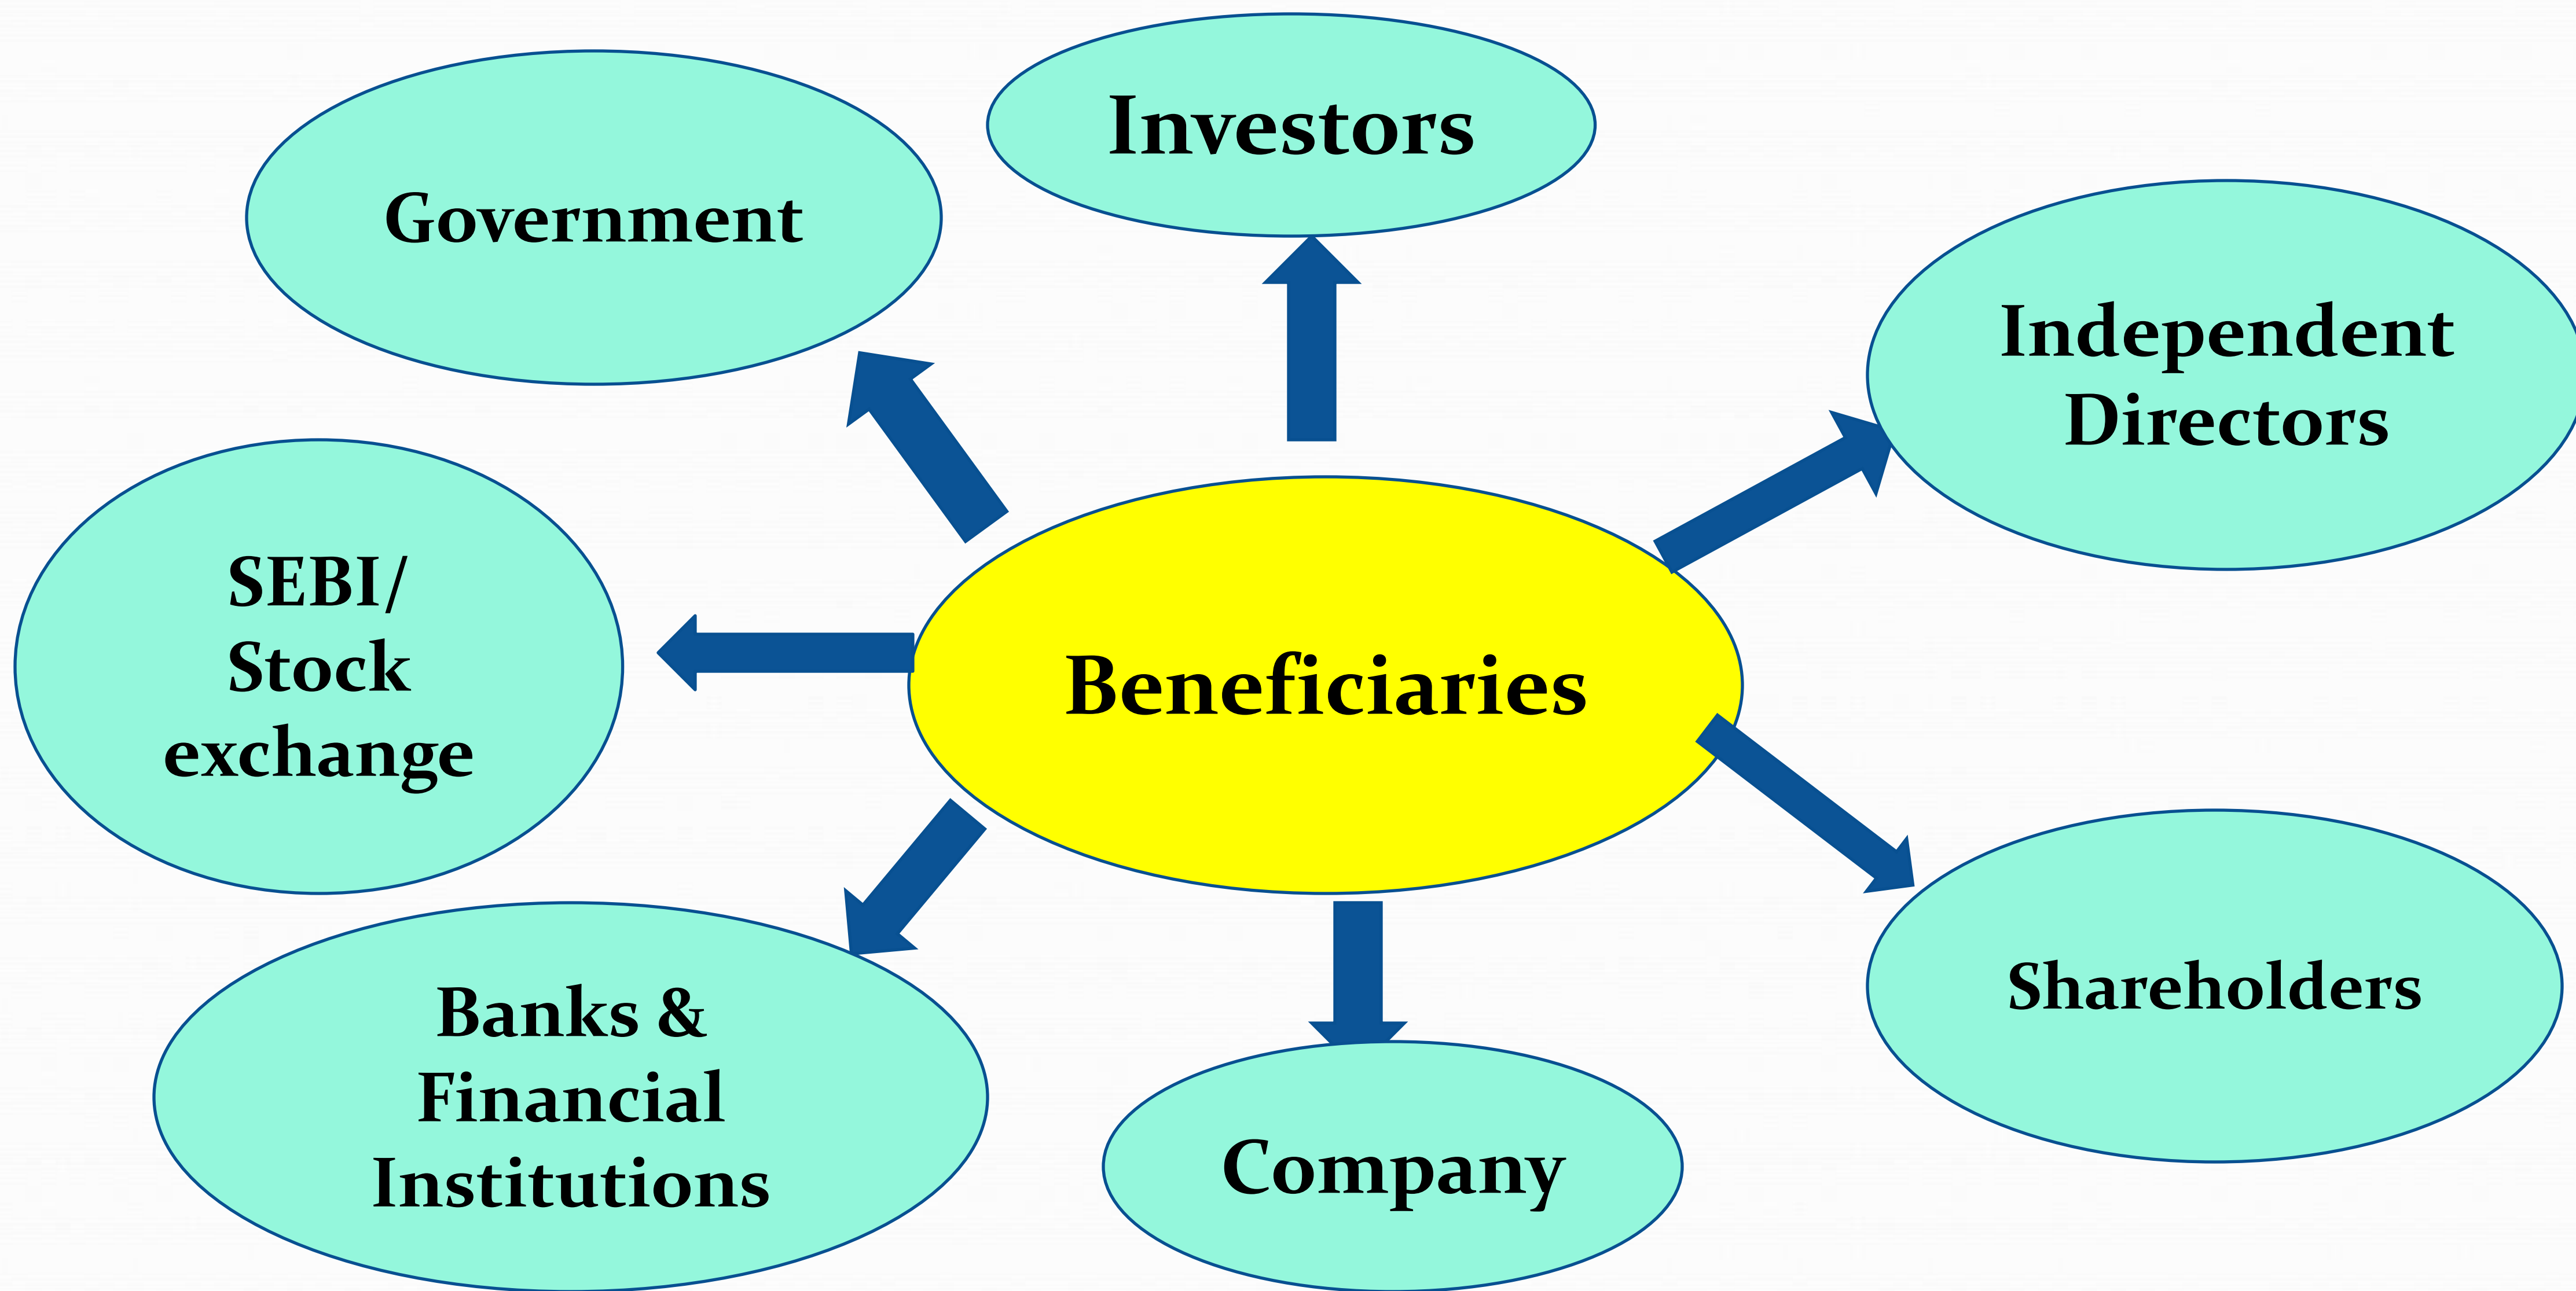 Investors
Government
Independent
Directors
SEBI/
Stock
exchange
Beneficiaries
Shareholders
Banks &
Financial
Institutions
Company